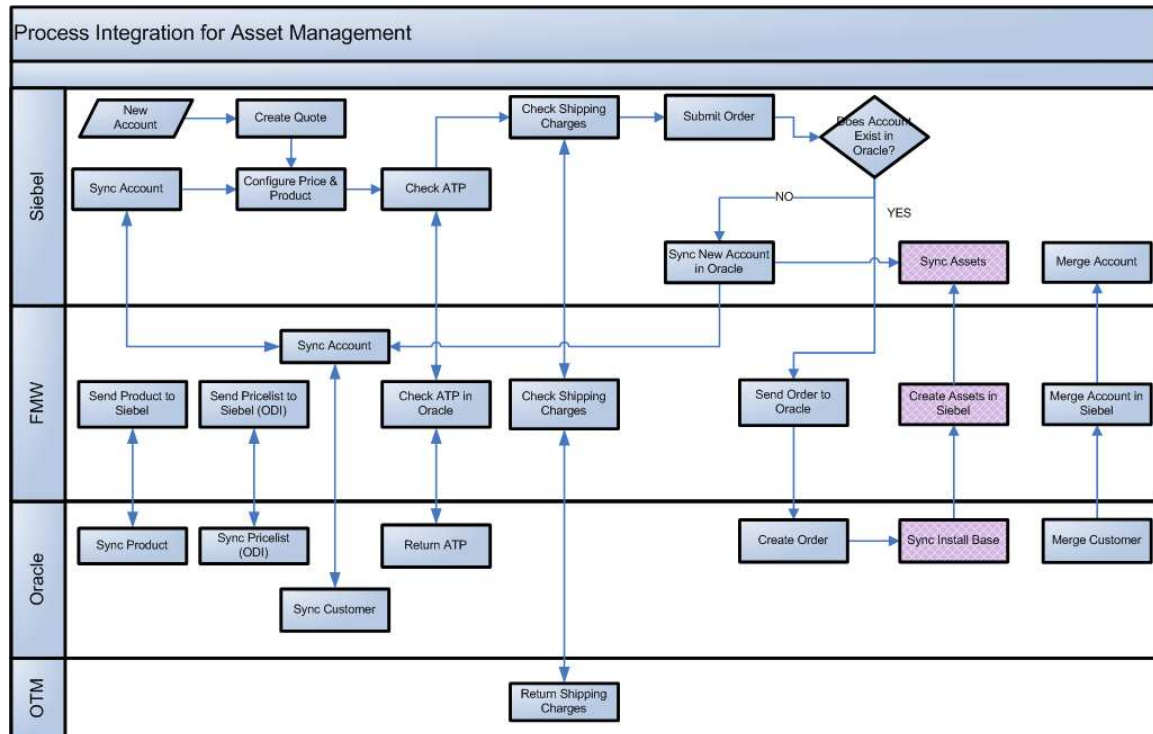 Process Integration for Asset Management
Siebel
New
Account
Create Quote
Check Shipping
Charges
Submit Order
Does Account
Exist in
Oracle?
Sync Account
Configure Price &
Product
Check ATP
NO
YES
Sync New Account
in Oracle
Sync Assets
Merge Account
FMW
Sync Account
Send Product to
Siebel
Send Pricelist to
Siebel (ODI)
Check ATP in
Oracle
Check Shipping
Charges
Send Order to
Oracle
Create Assets in
Siebel
Merge Account in
Siebel
Oracle
Sync Product
Sync Pricelist
(ODI)
Return ATP
Create Order
Sync Install Base
Merge Customer
Sync Customer
OTM
Return Shipping
Charges